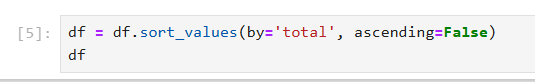 [5]: df = df.sort_values(by='total', ascending=False)
df